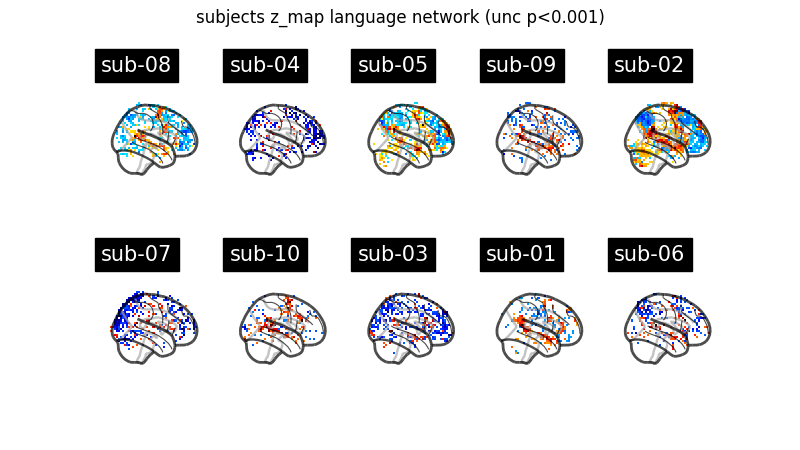 subjects z_map language network (unc p<0.001)
sub-08
sub-04
sub-05
sub-09
sub-02
sub-07
sub-10
sub-03
sub-01
sub-06